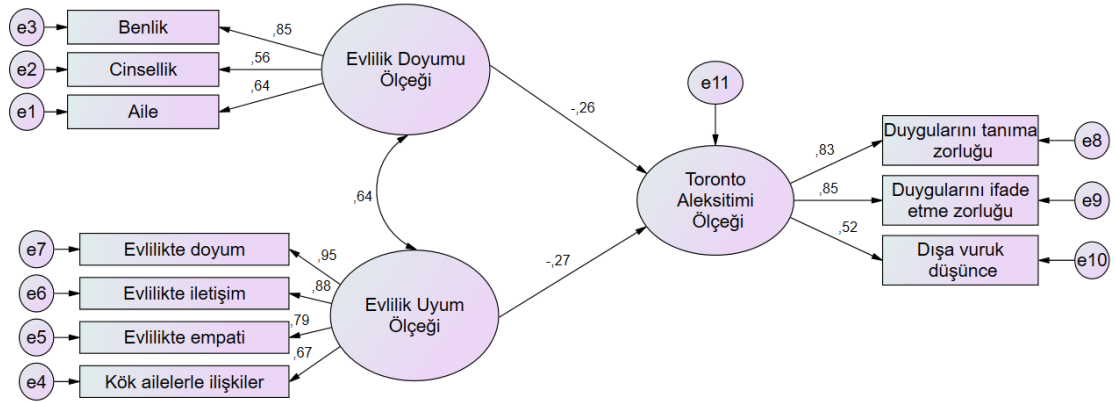 e3
Benlik
,85
e2
Cinsellik
,56
e1
Aile
,64
Evlilik Doyumu
Ölçeği
-,26
,64
e7
Evlilikte doyum
,95
e6
Evlilikte iletişim
,88
e5
Evlilikte empati
,79
e4
Kök ailelerle ilişkiler
,67
Evlilik Uyum
Ölçeği
-,27
e11
Toronto
Aleksitimi
Ölçeği
,83
Duygularını tanıma
zorluğu
e8
,85
Duygularını ifade
etme zorluğu
e9
,52
Dışa vuruk
düşünce
e10